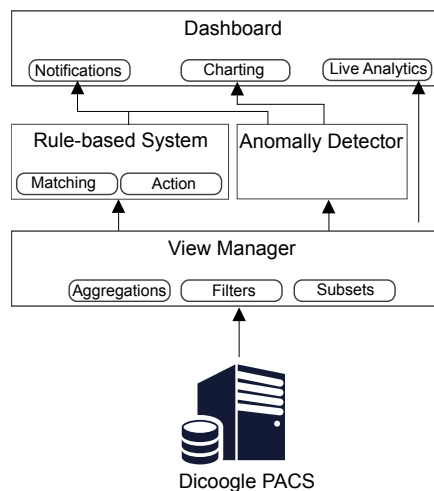 Dashboard
Notifications Charting Live Analytics
Rule-based System Anomally Detector
Matching Action
View Manager
Aggregations Filters Subsets
Dicoogle PACS